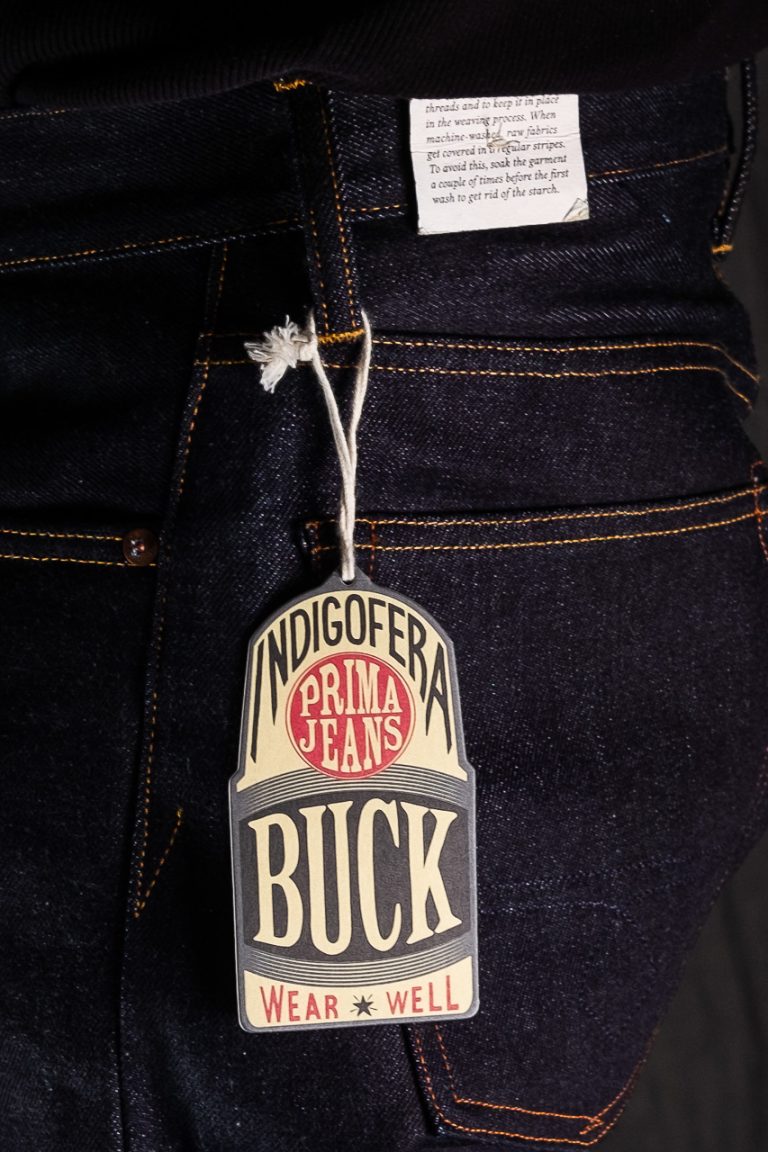 threads and to keep it in place
in the weaving process. When
machine-washed, raw fabrics
get covered in irregular stripes.
To avoid this, soak the garment
a couple of times before the first
wash to get rid of the starch.
INDIGOFERA
PRIMA
JEANS
BUCK
WEAR ★ WELL